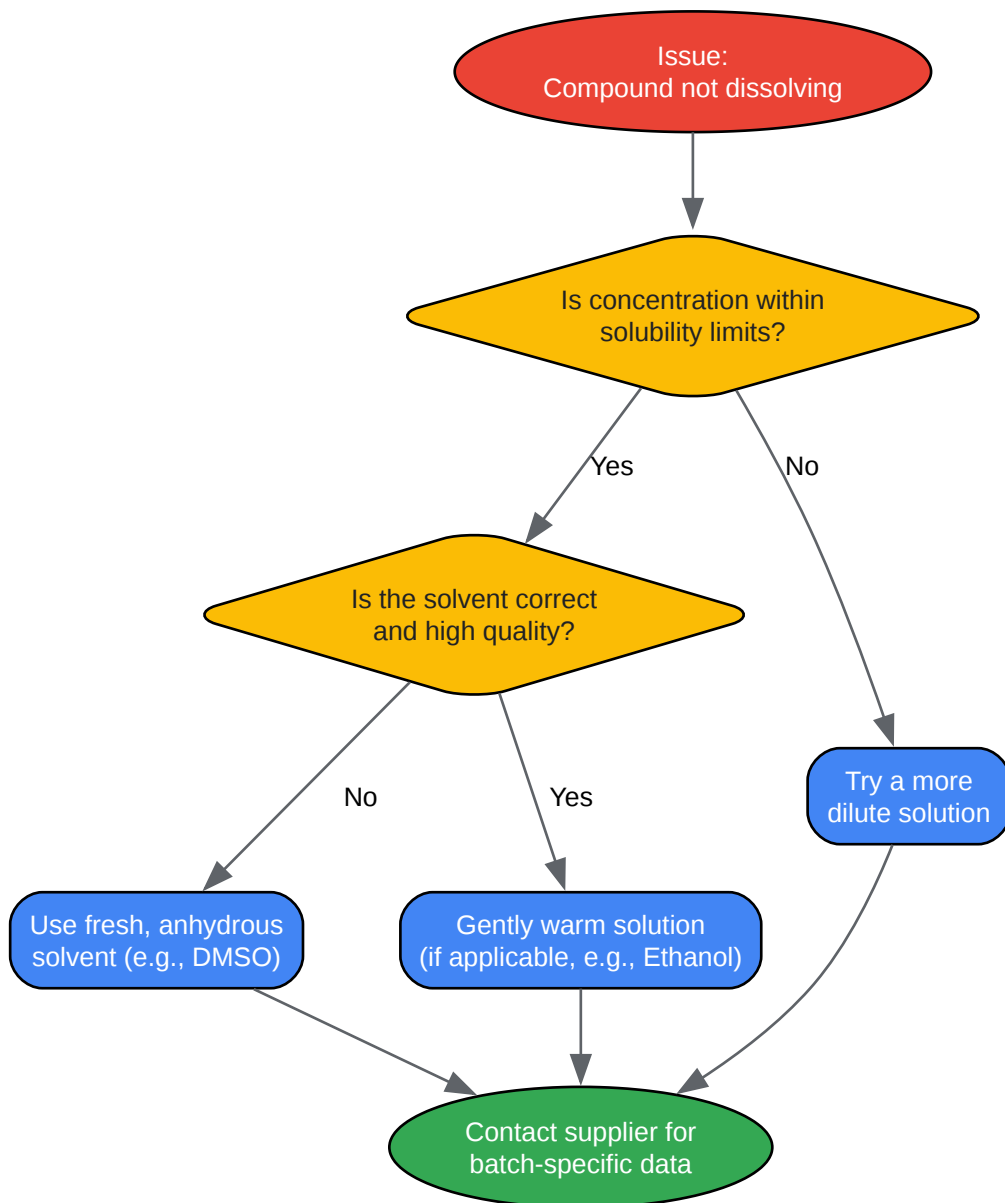 Issue:
Compound not dissolving
Is concentration within
solubility limits?
Yes
No
Is the solvent correct
and high quality?
No
Yes
Try a more
dilute solution
Use fresh, anhydrous
solvent (e.g., DMSO)
Gently warm solution
(if applicable, e.g., Ethanol)
Contact supplier for
batch-specific data